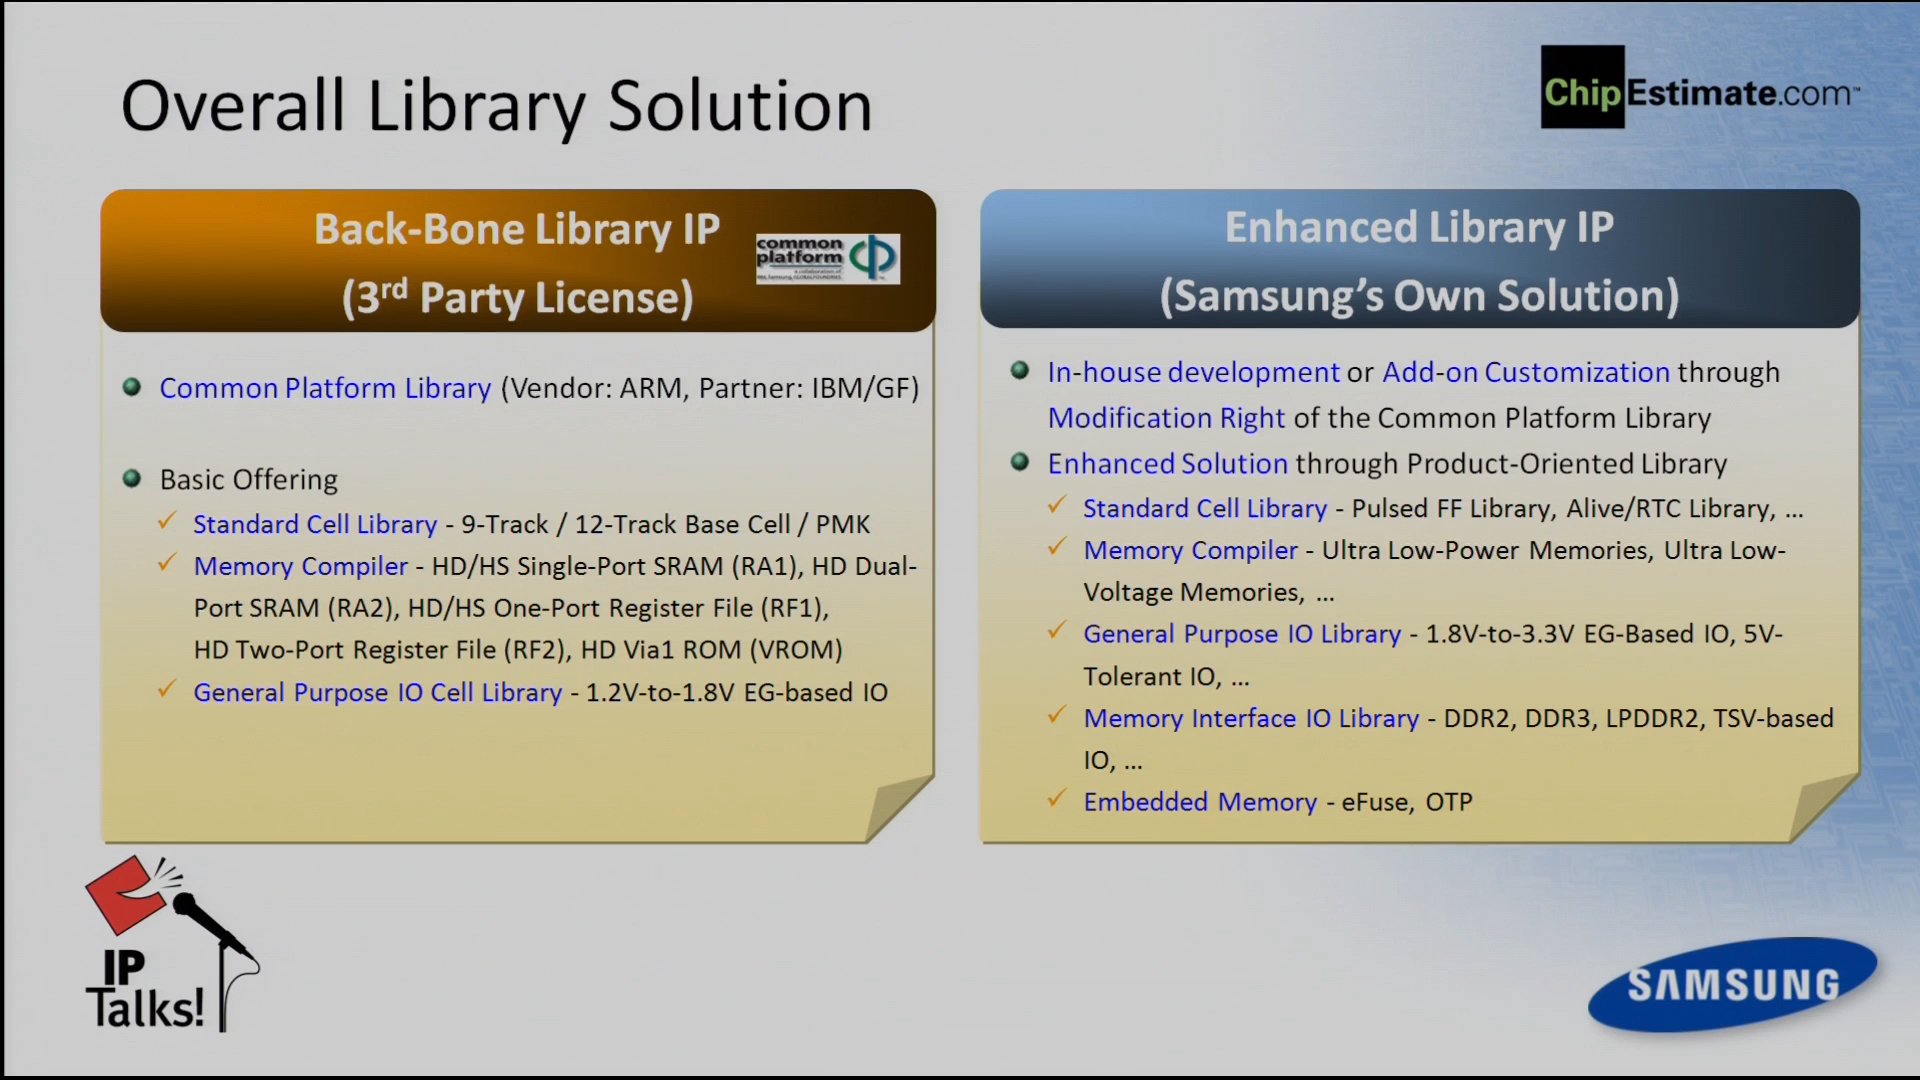 Overall Library Solution
ChipEstimate.com™
Back-Bone Library IP
(3rd Party License)
common
platform
Common Platform Library (Vendor: ARM, Partner: IBM/GF)
Basic Offering
Standard Cell Library - 9-Track / 12-Track Base Cell / PMK
Memory Compiler - HD/HS Single-Port SRAM (RA1), HD Dual-
Port SRAM (RA2), HD/HS One-Port Register File (RF1),
HD Two-Port Register File (RF2), HD Via1 ROM (VROM)
General Purpose IO Cell Library - 1.2V-to-1.8V EG-based IO
Enhanced Library IP
(Samsung’s Own Solution)
In-house development or Add-on Customization through
Modification Right of the Common Platform Library
Enhanced Solution through Product-Oriented Library
Standard Cell Library - Pulsed FF Library, Alive/RTC Library, ...
Memory Compiler - Ultra Low-Power Memories, Ultra Low-
Voltage Memories, ...
General Purpose IO Library - 1.8V-to-3.3V EG-Based IO, 5V-
Tolerant IO, ...
Memory Interface IO Library - DDR2, DDR3, LPDDR2, TSV-based
IO, ...
Embedded Memory - eFuse, OTP
IP
Talks!
SAMSUNG